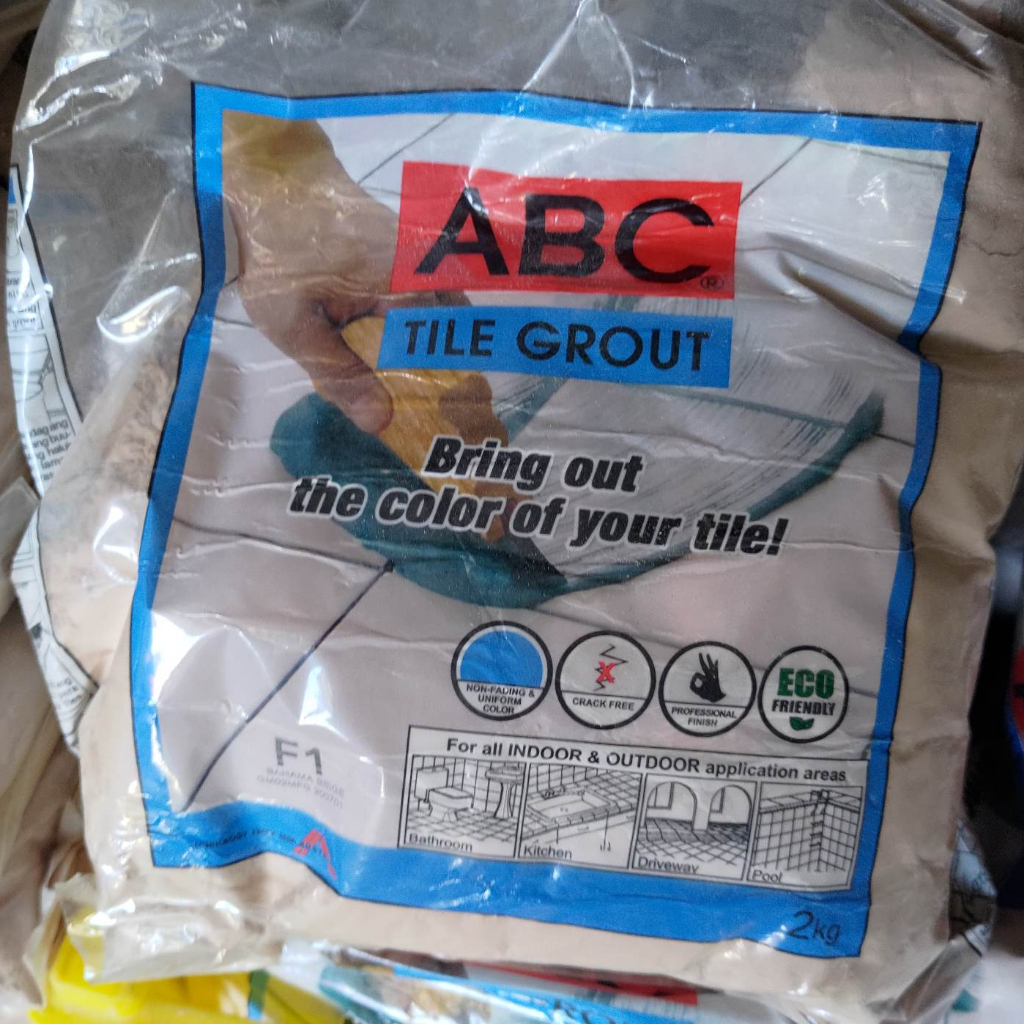 ABC®
TILE GROUT
Bring out
the color of your tile!
NON-FADING &
UNIFORM
COLOR
CRACK FREE
PROFESSIONAL
FINISH
ECO
FRIENDLY
For all INDOOR & OUTDOOR application areas
Bathroom
Kitchen
Driveway
Pool
F1
2kg